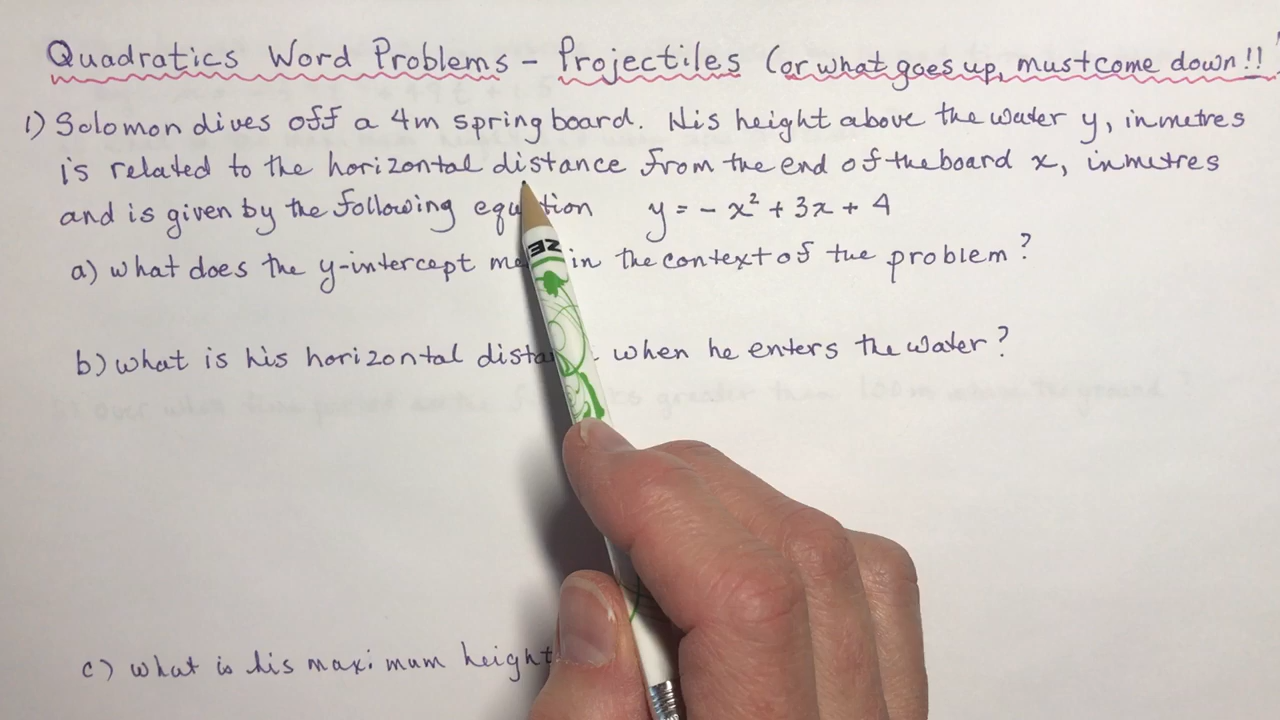 Quadratics Word Problems - Projectiles (or what goes up, must come down!!
1) Solomon dives off a 4m springboard. His height above the water y, in metres
is related to the horizontal distance from the end of the board x, in metres
and is given by the following equation y = - x² + 3x + 4
a) what does the y-intercept me in the context of the problem?
b) what is his horizontal dista when he enters the water?
c) what is his maximum height